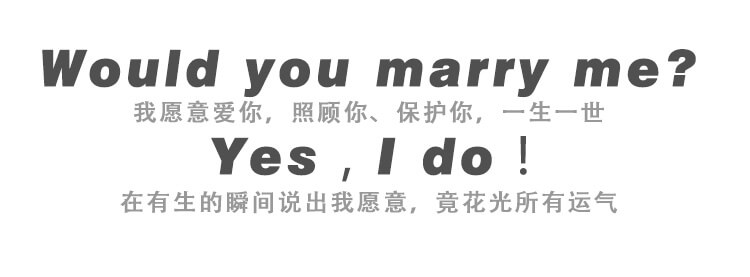 Would you marry me?
我愿意爱你，照顾你、保护你，一生一世
Yes , I do !
在有生的瞬间说出我愿意，竟花光所有运气